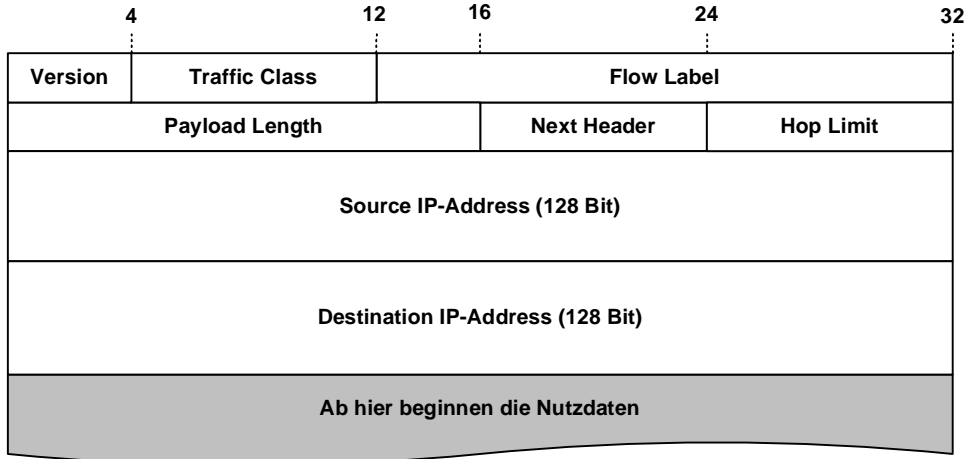 4 12 16 24 32
Version Traffic Class Flow Label
Payload Length Next Header Hop Limit
Source IP-Address (128 Bit)
Destination IP-Address (128 Bit)
Ab hier beginnen die Nutzdaten